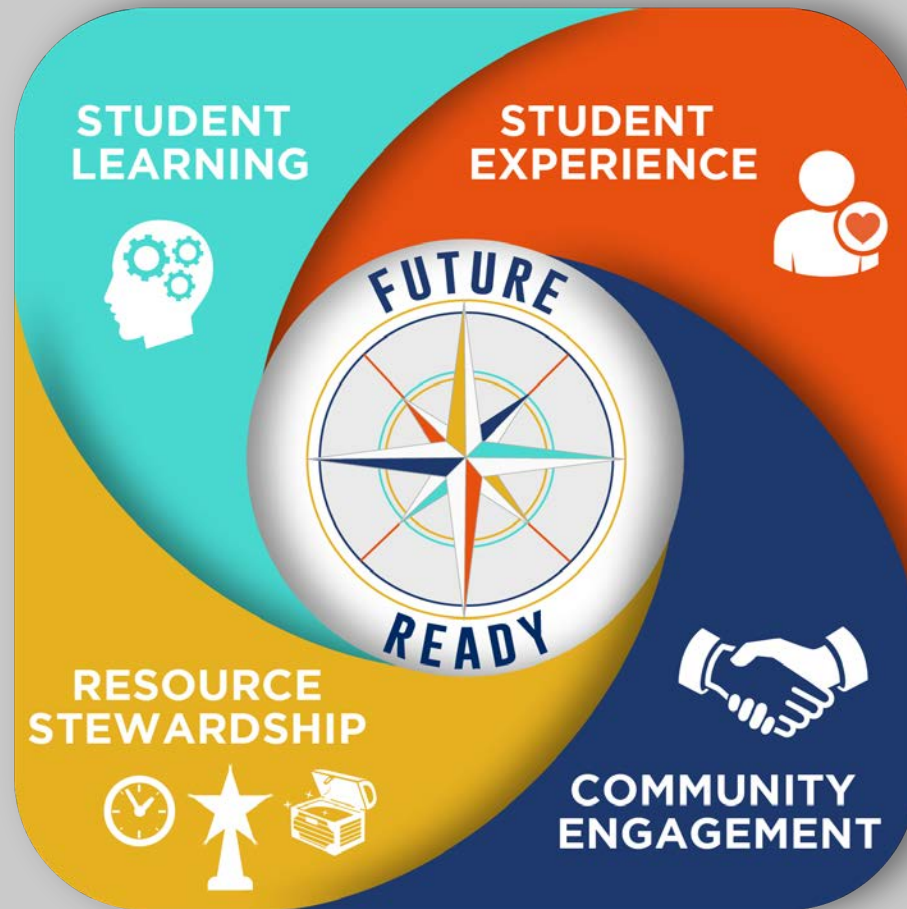 STUDENT
LEARNING
STUDENT
EXPERIENCE
FUTURE
READY
RESOURCE
STEWARDSHIP
COMMUNITY
ENGAGEMENT